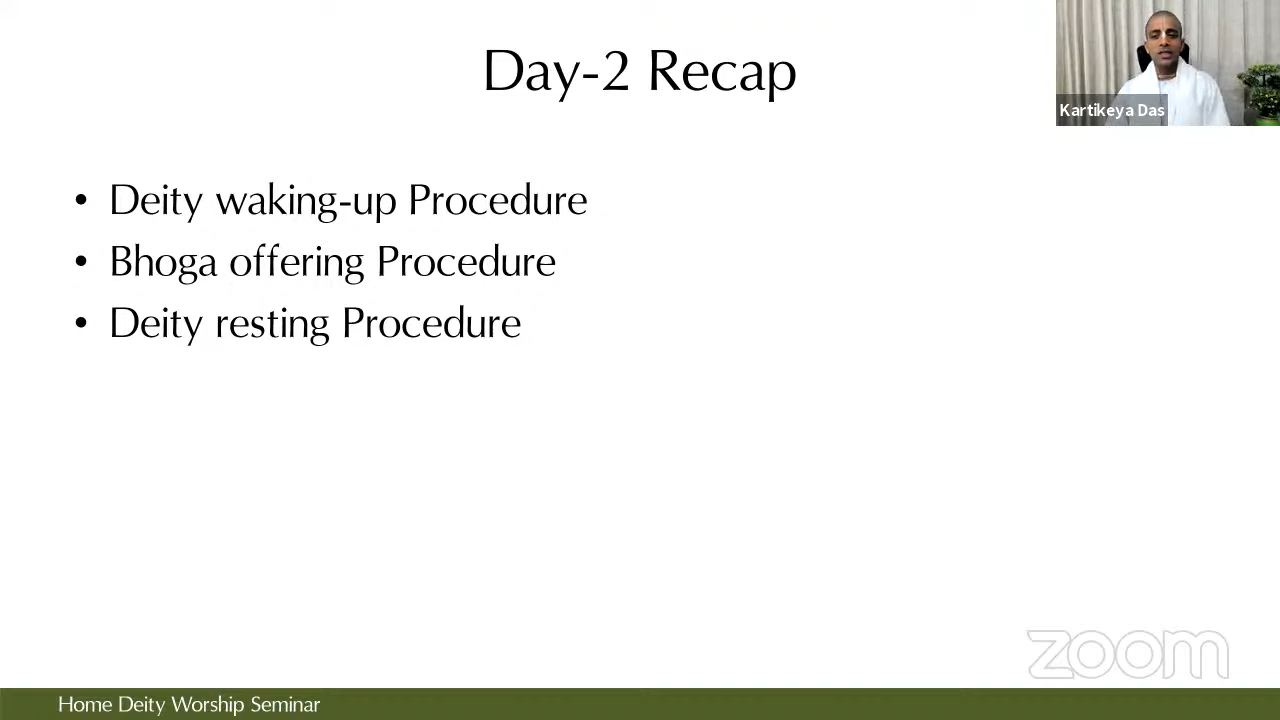 Day-2 Recap
Kartikeya Das
• Deity waking-up Procedure
• Bhoga offering Procedure
• Deity resting Procedure
zoom
Home Deity Worship Seminar